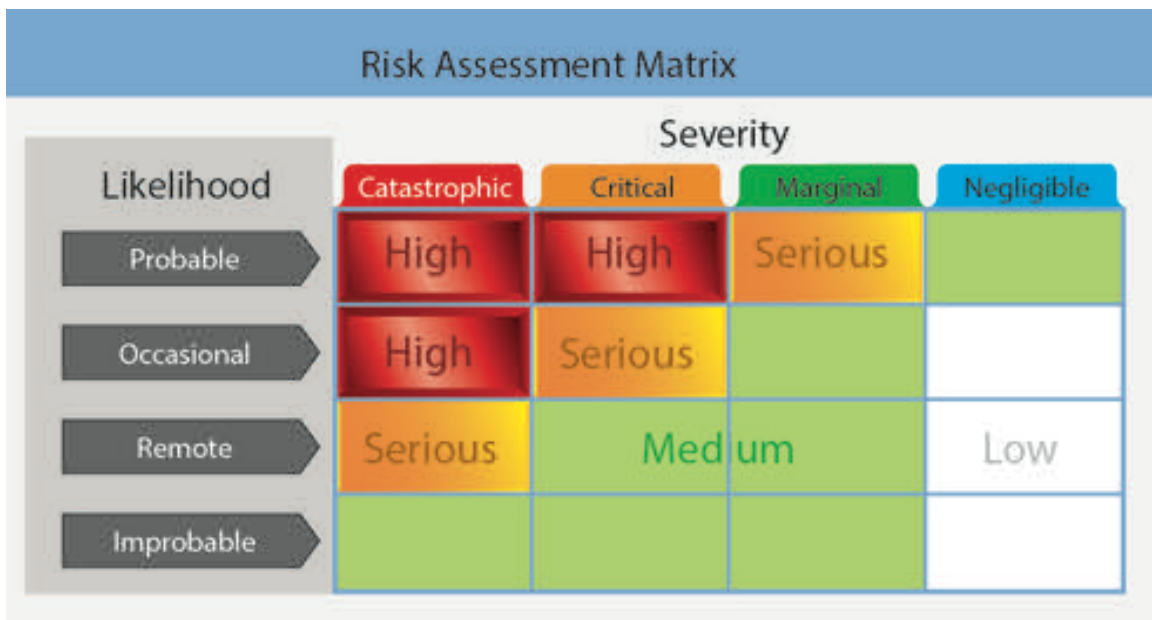 Risk Assessment Matrix
Severity
Likelihood
Catastrophic Critical Marginal Negligible
Probable High High Serious
Occasional High Serious
Remote Serious Medium Low
Improbable